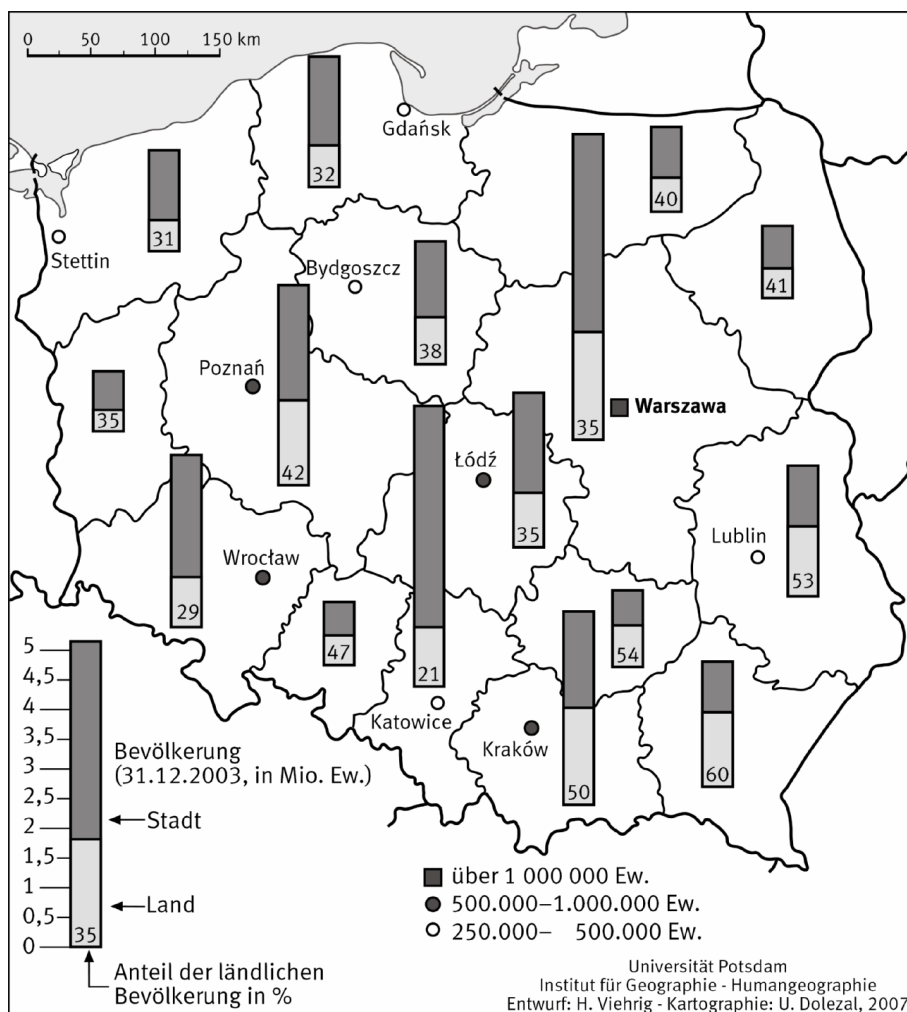 0 50 100 150 km
Gdańsk
32
40
31
Stettin
Bydgoszcz
41
38
Poznań
35
Warszawa
35
42
Łódź
35
Lublin
Wrocław
53
29
47
21
54
Katowice
Kraków
50
60
5
4,5
4
3,5
3
2,5
2
1,5
1
0,5
0
35
Bevölkerung
(31.12.2003, in Mio. Ew.)
Stadt
Land
Anteil der ländlichen
Bevölkerung in %
über 1 000 000 Ew.
500.000–1.000.000 Ew.
250.000– 500.000 Ew.
Universität Potsdam
Institut für Geographie - Humangeographie
Entwurf: H. Viehrig - Kartographie: U. Dolezal, 2007